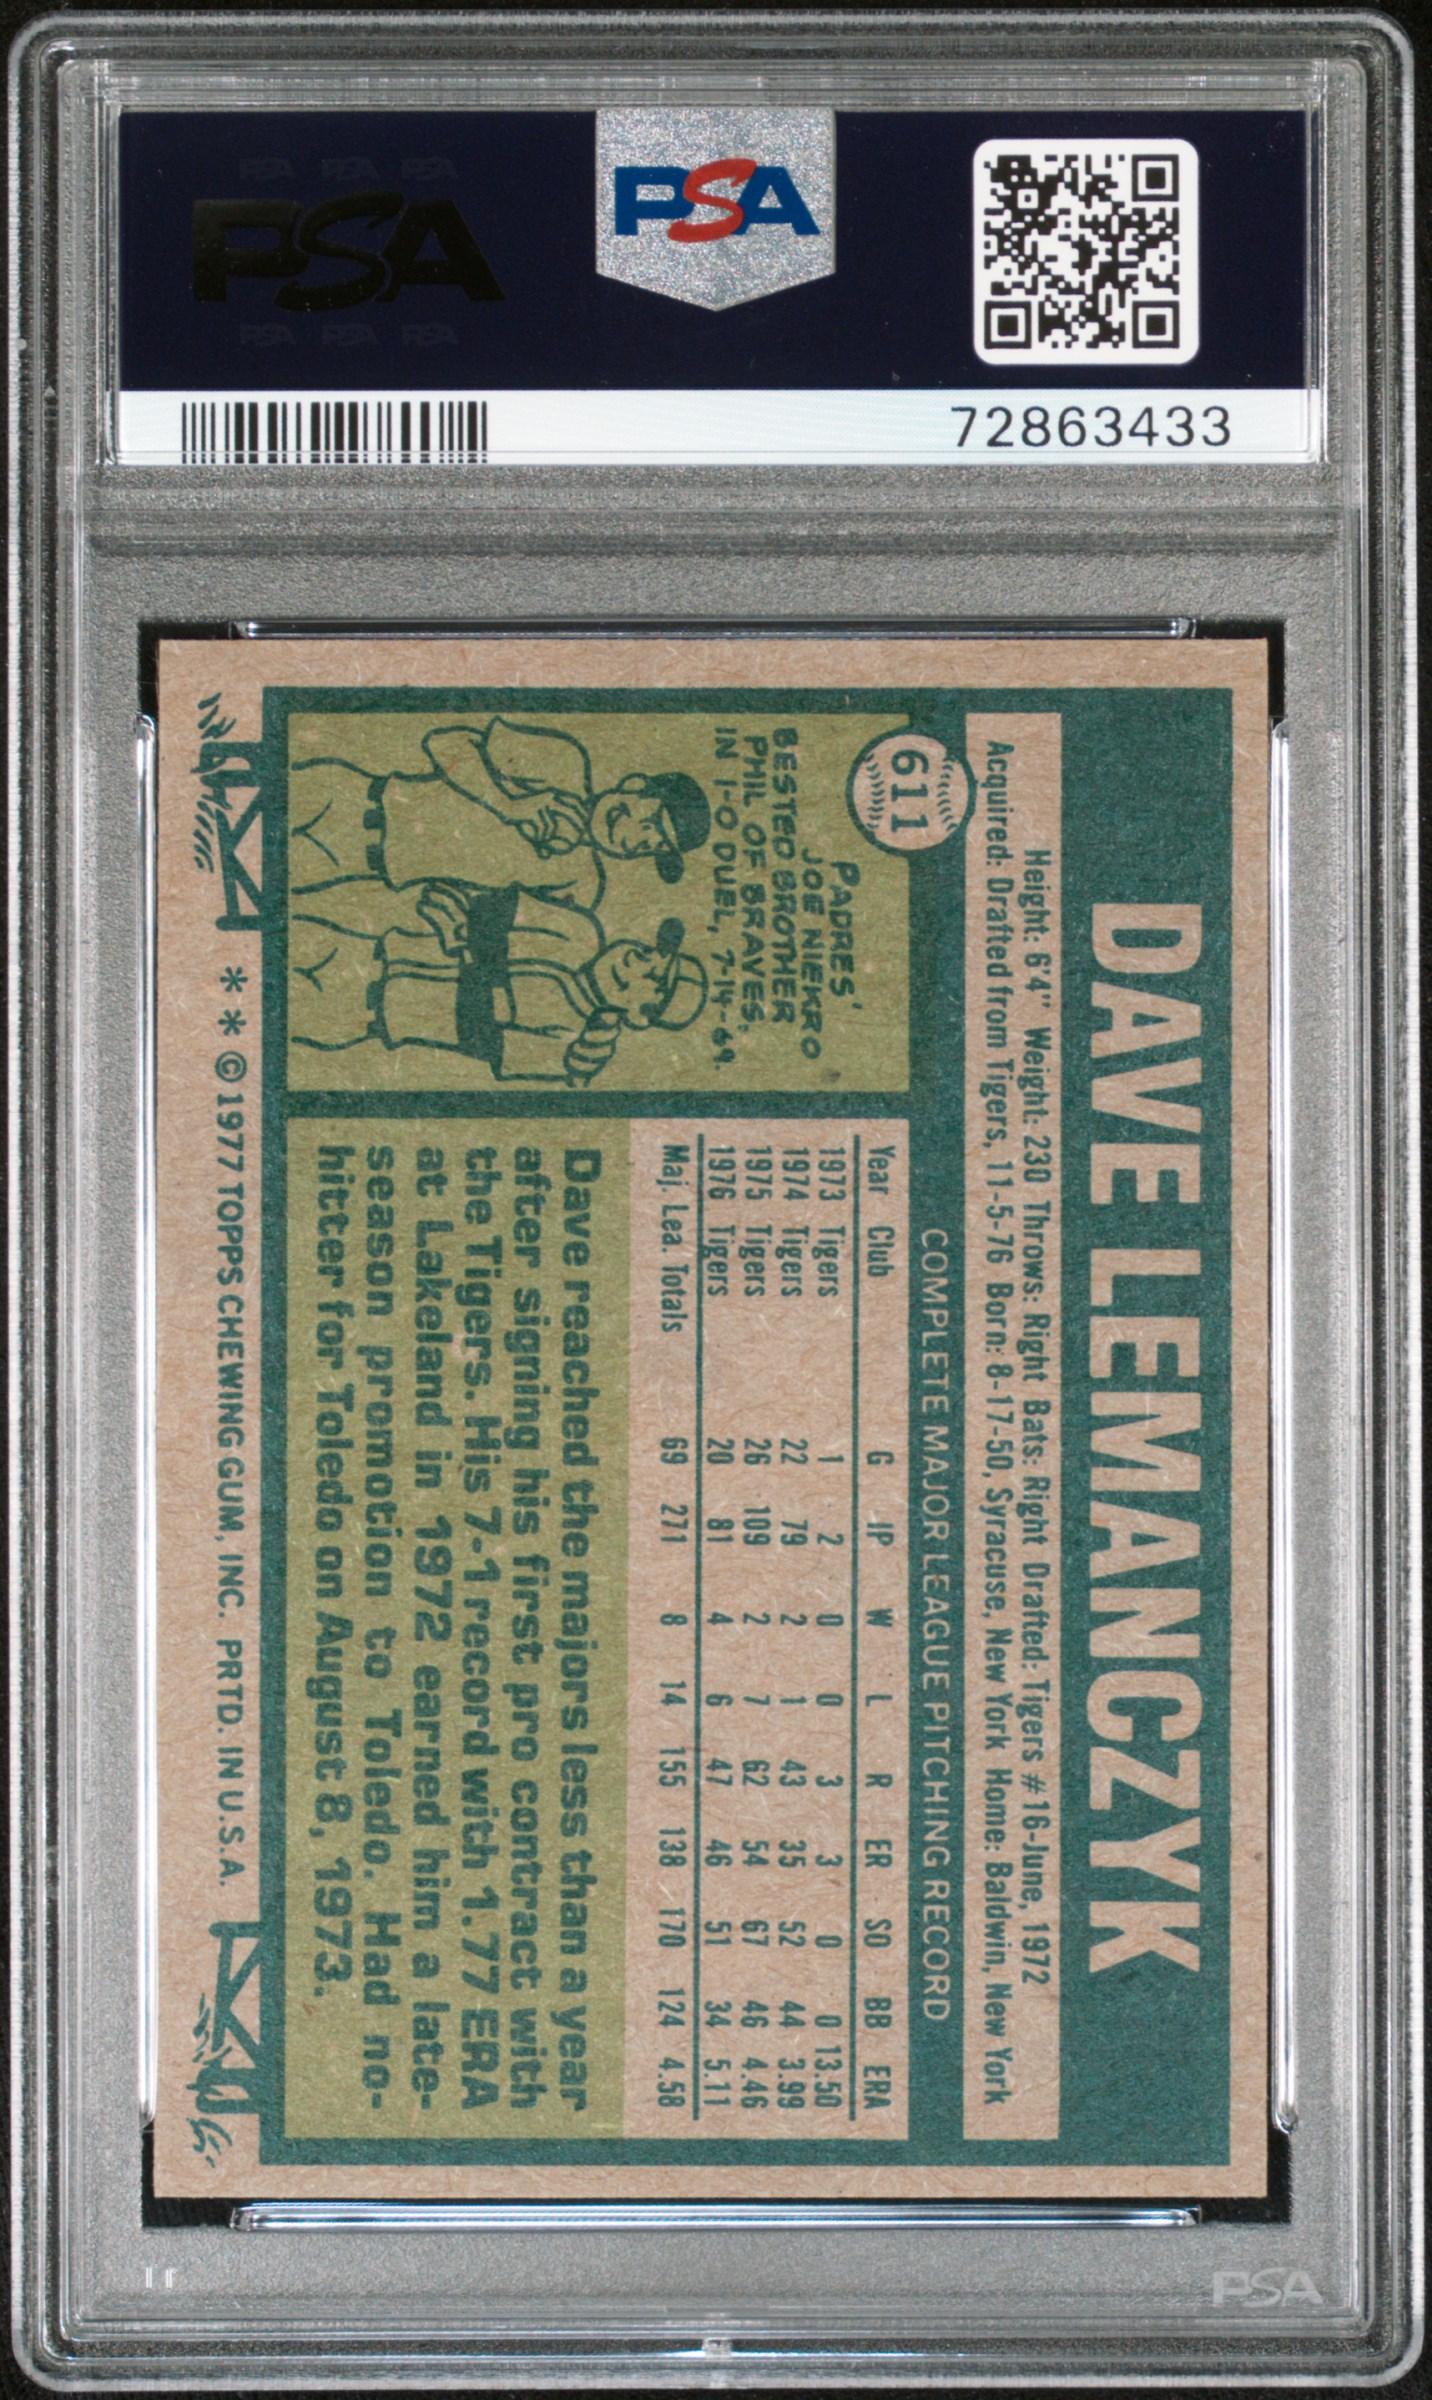 PSA PSA PSA
PSA
PSA PSA PSA
PSA
72863433
DAVE LEMANCZYK
Height: 6'4" Weight: 230 Throws: Right Bats: Right Drafted: Tigers #16-June, 1972
Acquired: Drafted from Tigers, 11-5-76 Born: 8-17-50, Syracuse, New York Home: Baldwin, New York
611
PADRES'
JOE NIEKRO
BESTED BROTHER
PHIL OF BRAVES,
IN 1-0 DUEL, 7-14-69.
COMPLETE MAJOR LEAGUE PITCHING RECORD
Year Club G IP W L R ER SO BB ERA
1973 Tigers 1 2 0 0 3 3 0 0 13.50
1974 Tigers 22 79 2 1 43 35 52 44 3.99
1975 Tigers 26 109 2 7 62 54 67 46 4.46
1976 Tigers 20 81 4 6 47 46 51 34 5.11
Maj. Lea. Totals 69 271 8 14 155 138 170 124 4.58
Dave reached the majors less than a year
after signing his first pro contract with
the Tigers. His 7-1 record with 1.77 ERA
at Lakeland in 1972 earned him a late-
season promotion to Toledo. Had no-
hitter for Toledo on August 8, 1973.
* * © 1977 TOPPS CHEWING GUM, INC. PRTD. IN U.S.A.
PSA